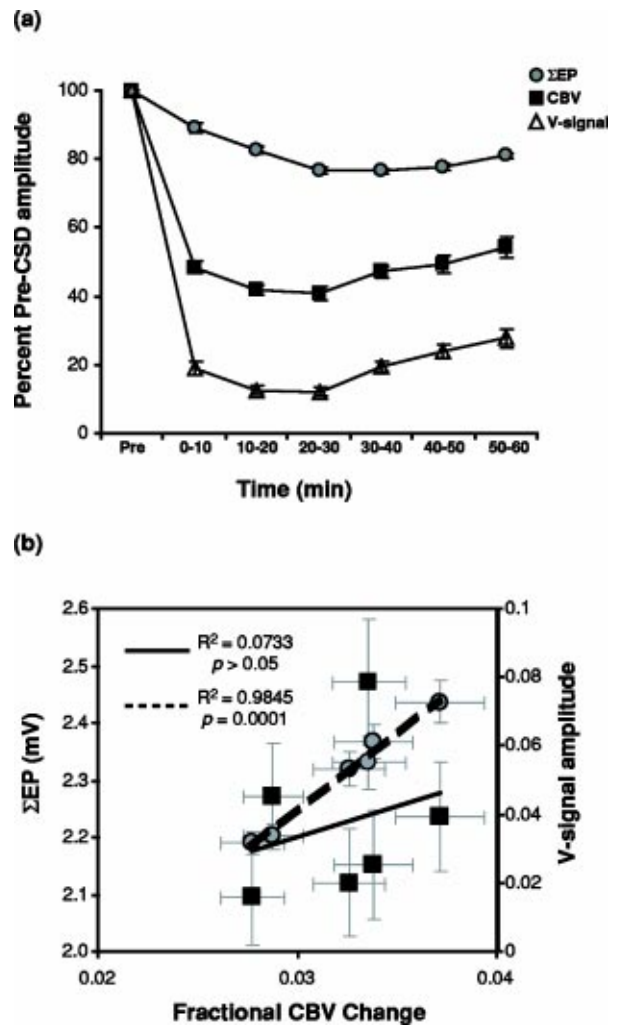 (a)
ΣEP
CBV
V-signal
Percent Pre-CSD amplitude
100
80
60
40
20
0
Pre 0-10 10-20 20-30 30-40 40-50 50-60
Time (min)
(b)
R² = 0.0733
p > 0.05
R² = 0.9845
p = 0.0001
ΣEP (mV)
2.6
2.5
2.4
2.3
2.2
2.1
2.0
0.1
0.08
0.06
0.04
0.02
0
V-signal amplitude
0.02 0.03 0.04
Fractional CBV Change